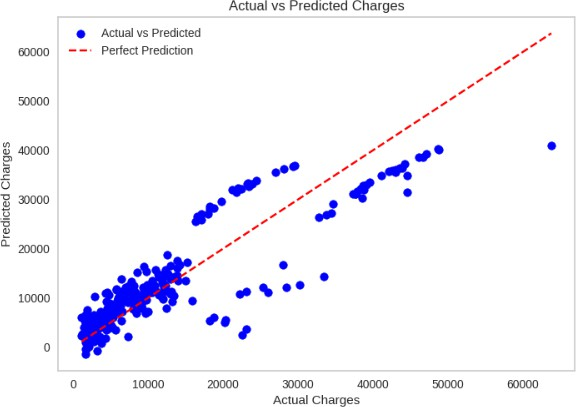 Actual vs Predicted Charges
Actual vs Predicted
Perfect Prediction
60000
50000
40000
30000
20000
10000
0
Predicted Charges
0 10000 20000 30000 40000 50000 60000
Actual Charges